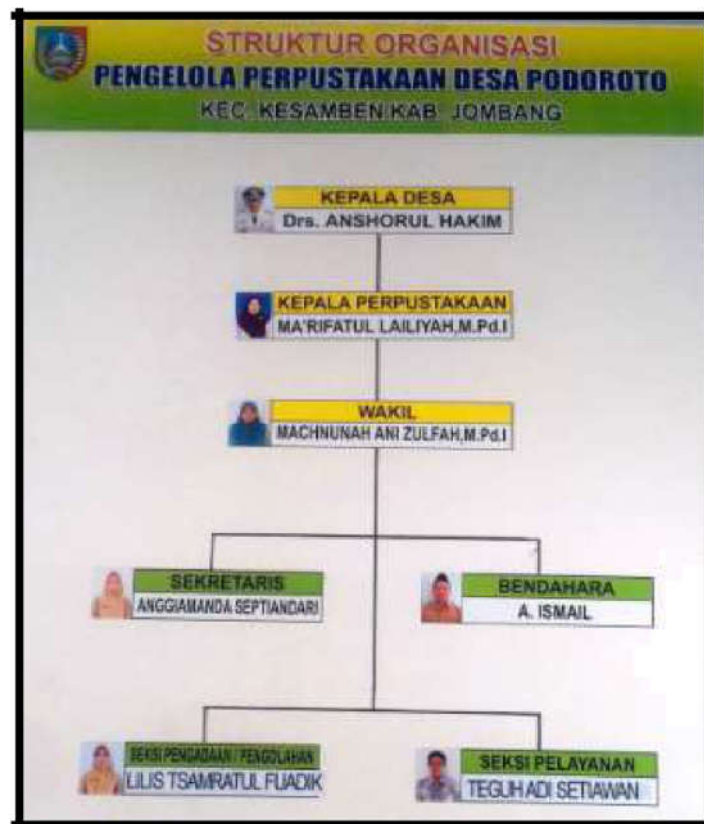 STRUKTUR ORGANISASI
PENGELOLA PERPUSTAKAAN DESA PODOROTO
KEC. KESAMBEN KAB. JOMBANG
KEPALA DESA
Drs. ANSHORUL HAKIM
KEPALA PERPUSTAKAAN
MA'RIFATUL LAILIYAH,M.Pd.I
WAKIL
MACHNUNAH ANI ZULFAH,M.Pd.I
SEKRETARIS
ANGGIAMANDA SEPTIANDARI
BENDAHARA
A. ISMAIL
SEKSI PENGADAAN / PENGOLAHAN
LILIS TSAMRATUL FUADIK
SEKSI PELAYANAN
TEGUH ADI SETIAWAN